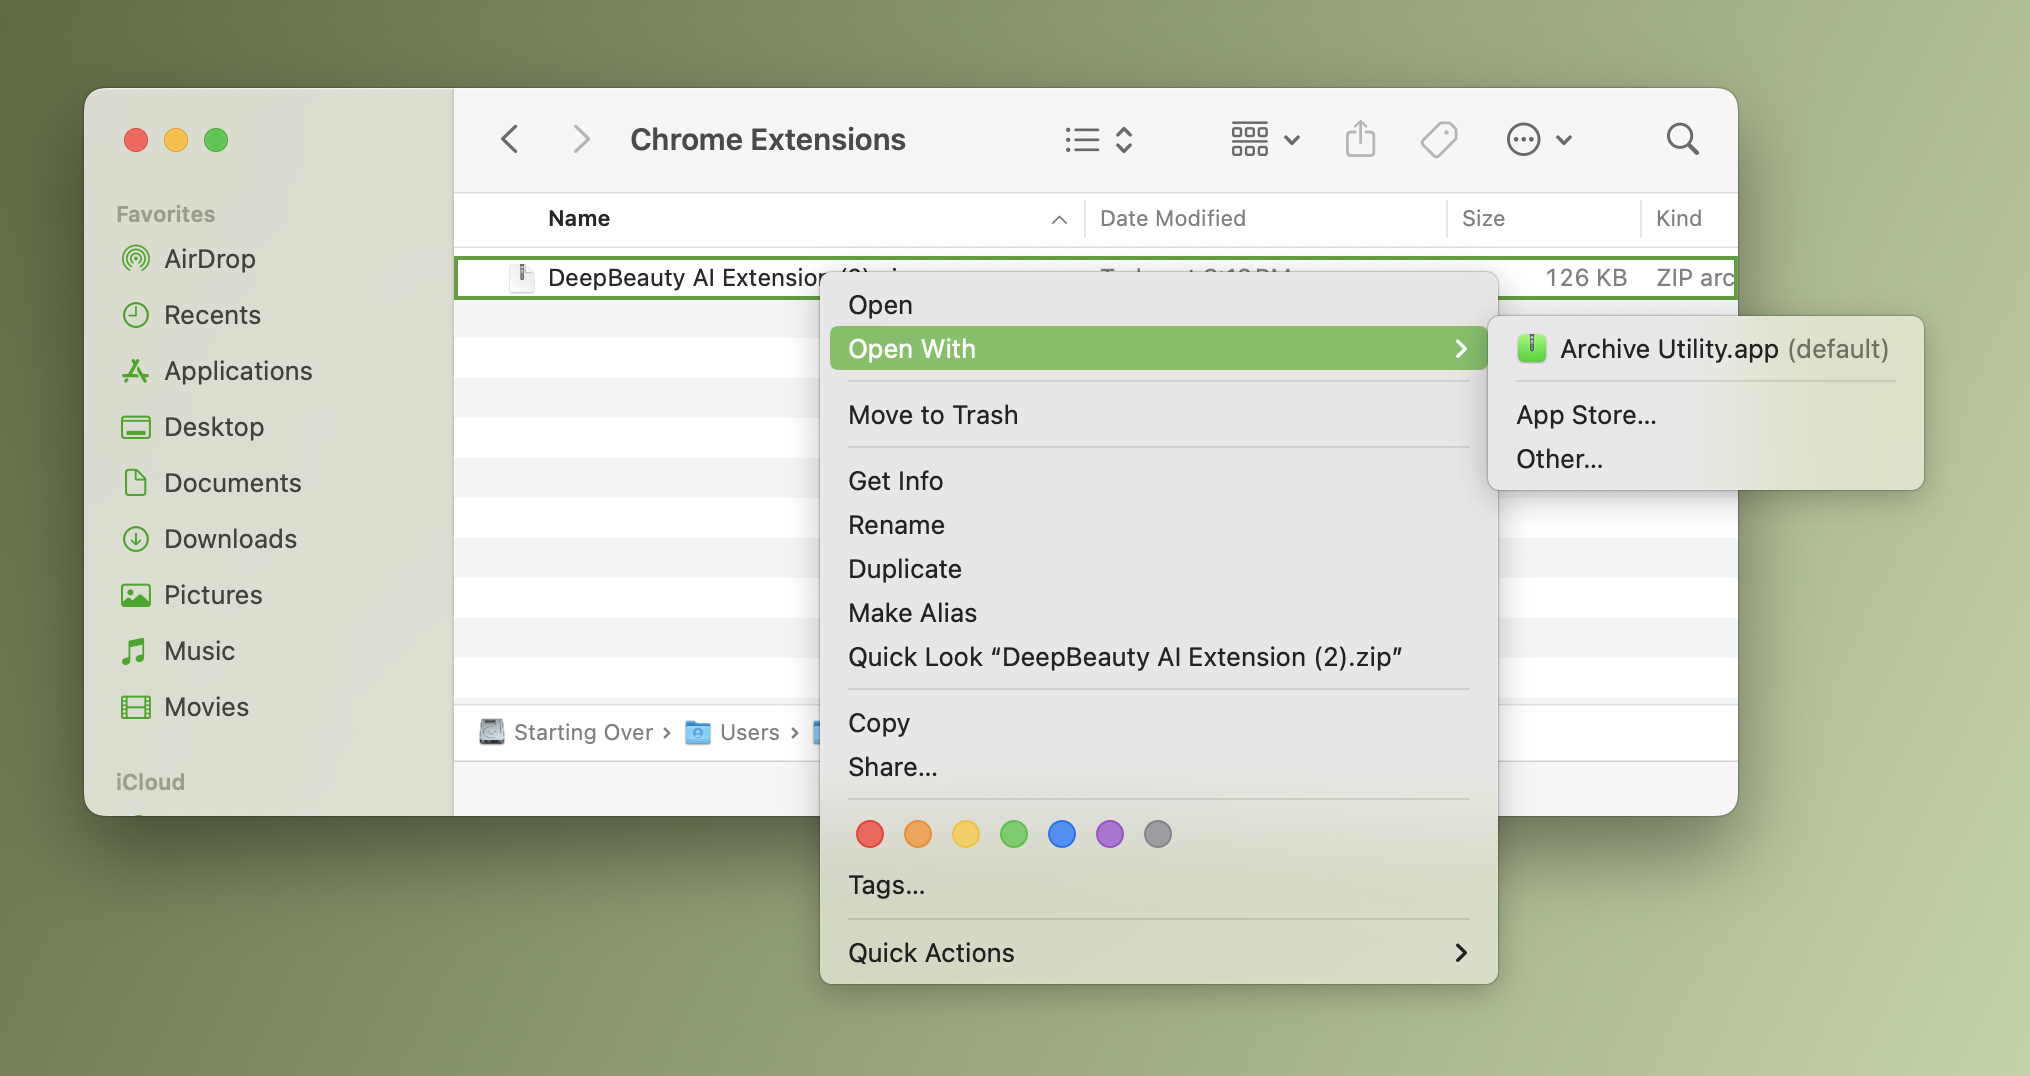 Chrome Extensions
Favorites
AirDrop
Recents
Applications
Desktop
Documents
Downloads
Pictures
Music
Movies
iCloud
Name
Date Modified
Size
Kind
DeepBeauty AI Extension
126 KB
ZIP arc
Starting Over
Users
Open
Open With
Move to Trash
Get Info
Rename
Duplicate
Make Alias
Quick Look “DeepBeauty AI Extension (2).zip”
Copy
Share...
Tags...
Quick Actions
Archive Utility.app (default)
App Store...
Other...